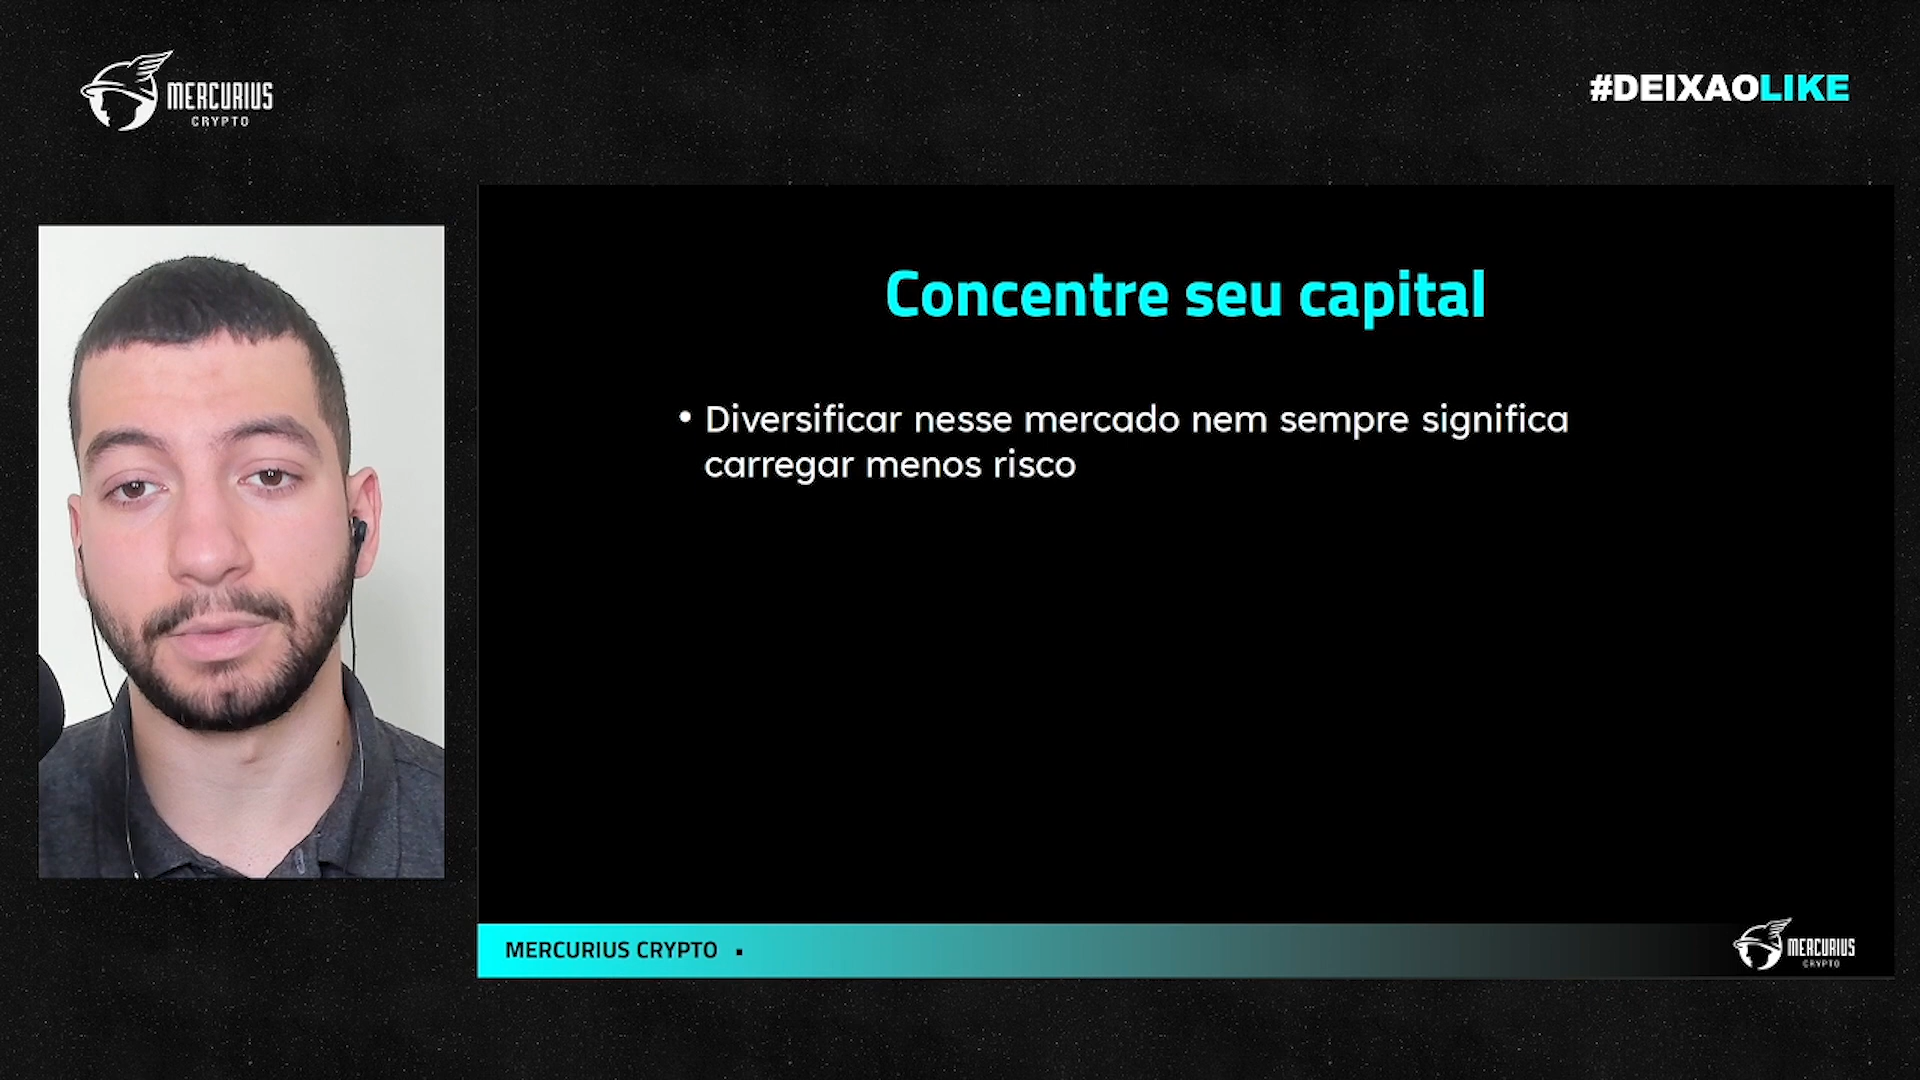 MERCURIUS
CRYPTO
#DEIXAOLIKE
Concentre seu capital
• Diversificar nesse mercado nem sempre significa
carregar menos risco
MERCURIUS CRYPTO ▪
MERCURIUS
CRYPTO